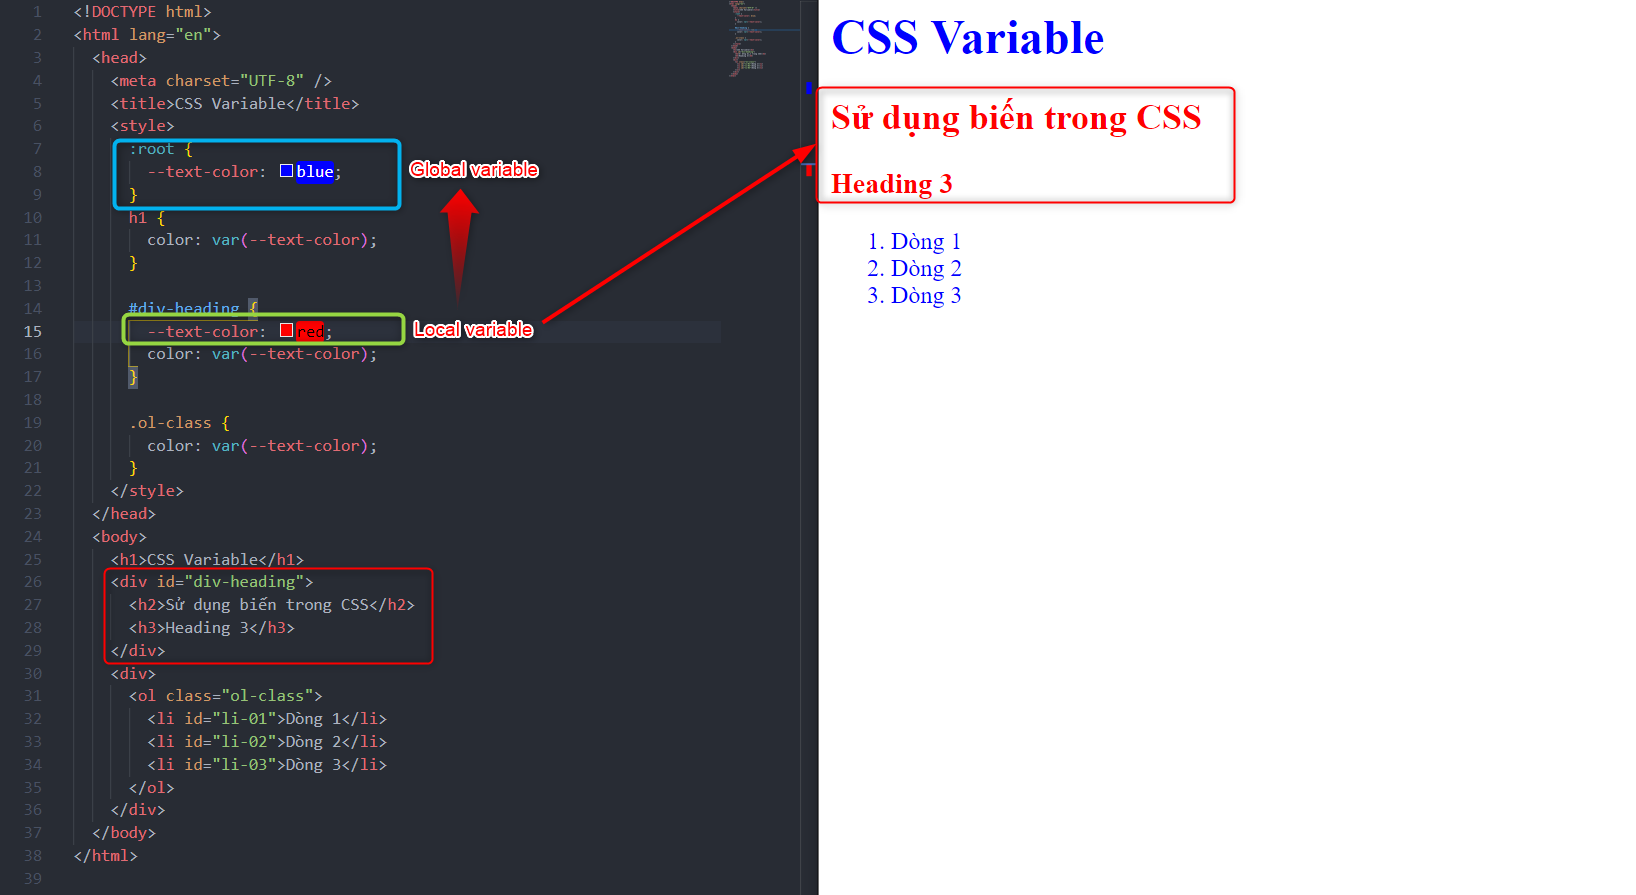 1 <!DOCTYPE html>
2 <html lang="en">
3 <head>
4 <meta charset="UTF-8" />
5 <title>CSS Variable</title>
6 <style>
7 :root {
8 --text-color: blue;
9 }
10 h1 {
11 color: var(--text-color);
12 }
13
14 #div-heading {
15 --text-color: red;
16 color: var(--text-color);
17 }
18
19 .ol-class {
20 color: var(--text-color);
21 }
22 </style>
23 </head>
24 <body>
25 <h1>CSS Variable</h1>
26 <div id="div-heading">
27 <h2>Sử dụng biến trong CSS</h2>
28 <h3>Heading 3</h3>
29 </div>
30 <div>
31 <ol class="ol-class">
32 <li id="li-01">Dòng 1</li>
33 <li id="li-02">Dòng 2</li>
34 <li id="li-03">Dòng 3</li>
35 </ol>
36 </div>
37 </body>
38 </html>
39
Global variable
Local variable
CSS Variable
Sử dụng biến trong CSS
Heading 3
1. Dòng 1
2. Dòng 2
3. Dòng 3